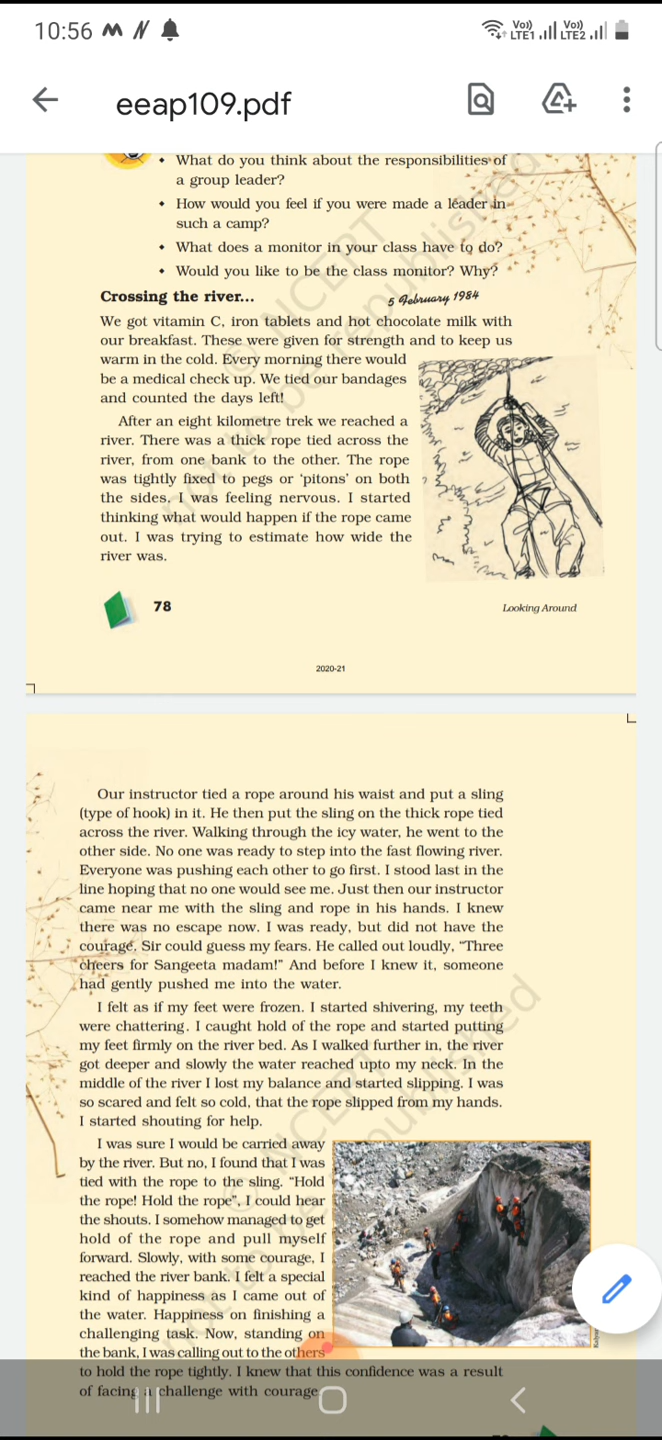 10:56
Vo)) LTE1 Vo)) LTE2
eeap109.pdf
• What do you think about the responsibilities of
a group leader?
• How would you feel if you were made a leader in
such a camp?
• What does a monitor in your class have to do?
• Would you like to be the class monitor? Why?
Crossing the river... 5 February 1984
We got vitamin C, iron tablets and hot chocolate milk with
our breakfast. These were given for strength and to keep us
warm in the cold. Every morning there would
be a medical check up. We tied our bandages
and counted the days left!
After an eight kilometre trek we reached a
river. There was a thick rope tied across the
river, from one bank to the other. The rope
was tightly fixed to pegs or ‘pitons’ on both
the sides. I was feeling nervous. I started
thinking what would happen if the rope came
out. I was trying to estimate how wide the
river was.
78 Looking Around
2020-21
Our instructor tied a rope around his waist and put a sling
(type of hook) in it. He then put the sling on the thick rope tied
across the river. Walking through the icy water, he went to the
other side. No one was ready to step into the fast flowing river.
Everyone was pushing each other to go first. I stood last in the
line hoping that no one would see me. Just then our instructor
came near me with the sling and rope in his hands. I knew
there was no escape now. I was ready, but did not have the
courage. Sir could guess my fears. He called out loudly, “Three
cheers for Sangeeta madam!” And before I knew it, someone
had gently pushed me into the water.
I felt as if my feet were frozen. I started shivering, my teeth
were chattering. I caught hold of the rope and started putting
my feet firmly on the river bed. As I walked further in, the river
got deeper and slowly the water reached upto my neck. In the
middle of the river I lost my balance and started slipping. I was
so scared and felt so cold, that the rope slipped from my hands.
I started shouting for help.
I was sure I would be carried away
by the river. But no, I found that I was
tied with the rope to the sling. “Hold
the rope! Hold the rope”, I could hear
the shouts. I somehow managed to get
hold of the rope and pull myself
forward. Slowly, with some courage, I
reached the river bank. I felt a special
kind of happiness as I came out of
the water. Happiness on finishing a
challenging task. Now, standing on
the bank, I was calling out to the others
to hold the rope tightly. I knew that this confidence was a result
of facing a challenge with courage
© NCERT
not to be republished
© NCERT
not to be republished